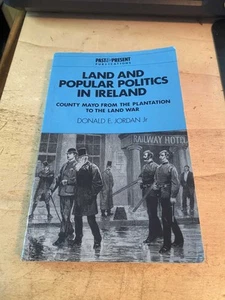 PAST & PRESENT
PUBLICATIONS
LAND AND
POPULAR POLITICS
IN IRELAND
COUNTY MAYO FROM THE PLANTATION
TO THE LAND WAR
DONALD E. JORDAN Jr
RAILWAY HOTEL